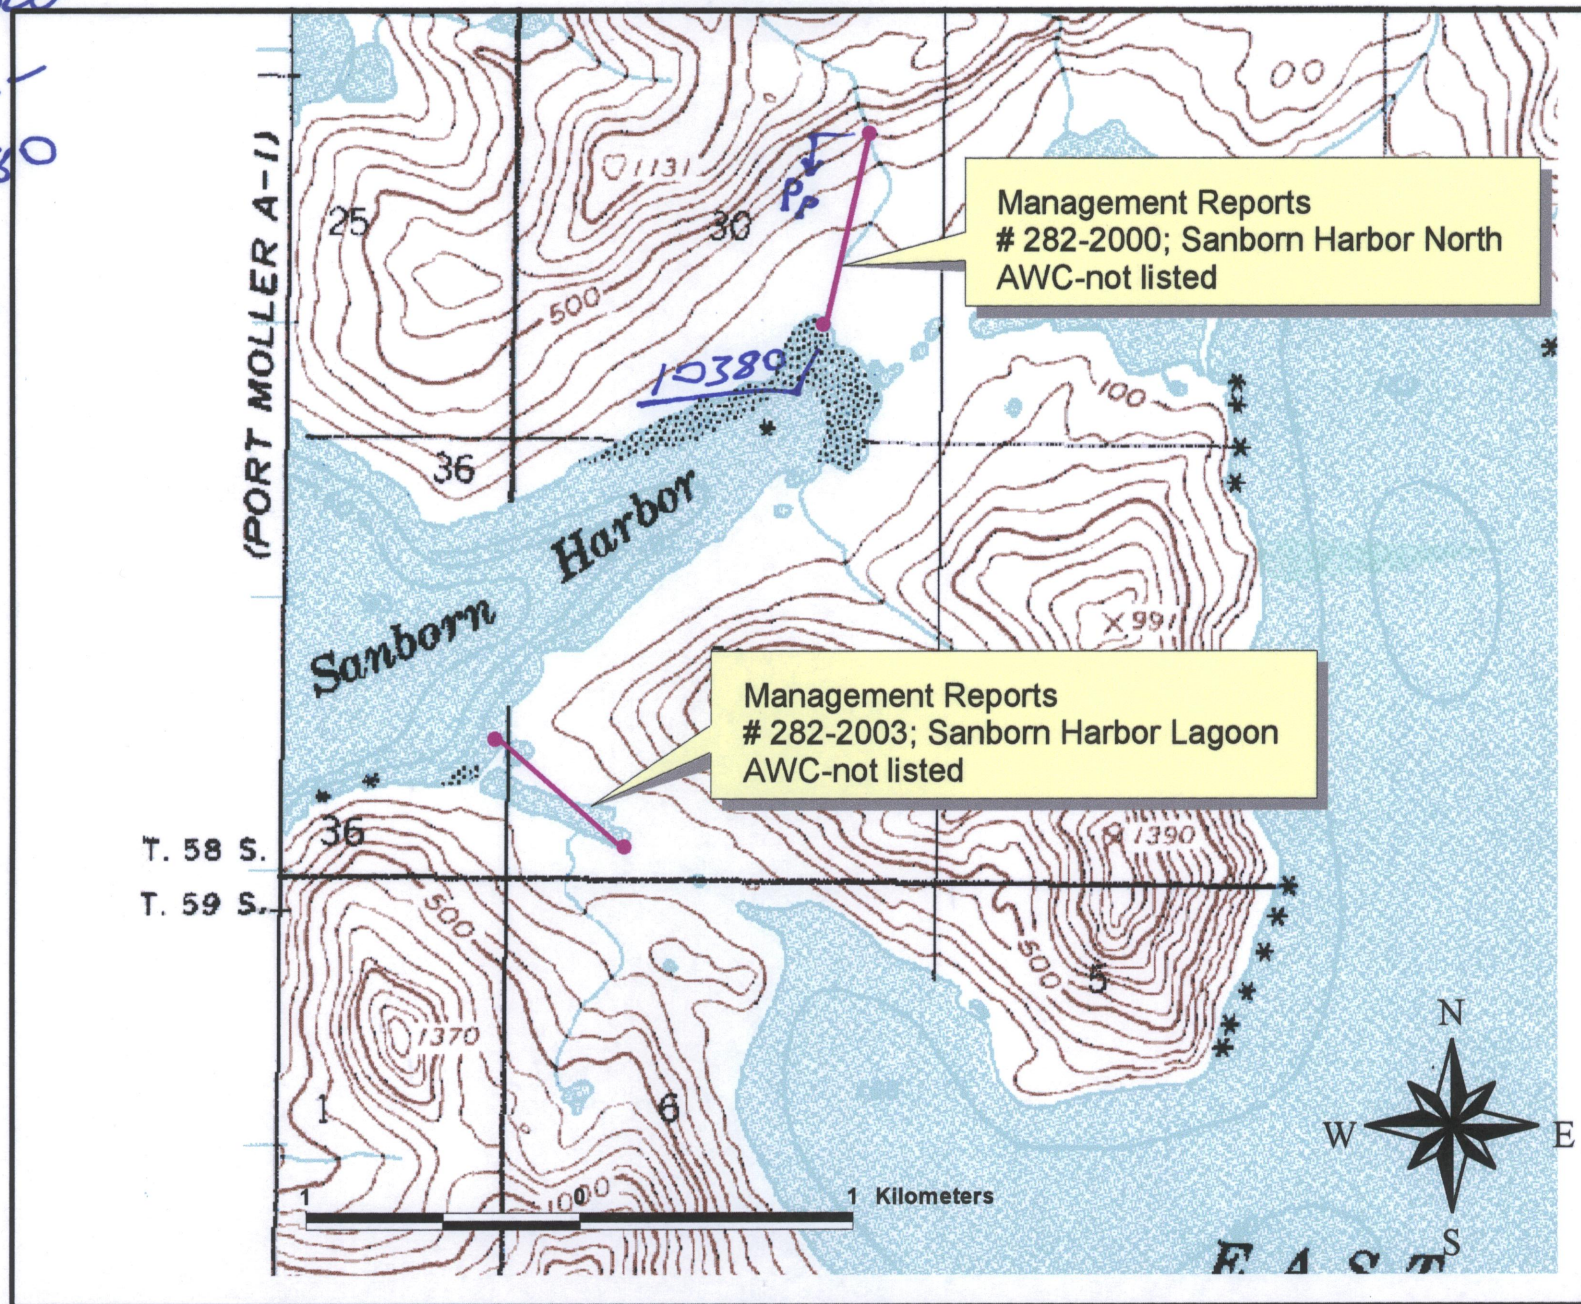 80
(PORT MOLLER A-1)
25
1131
30
PP
Management Reports
# 282-2000; Sanborn Harbor North
AWC-not listed
500
10380
100
36
Sanborn Harbor
991
Management Reports
# 282-2003; Sanborn Harbor Lagoon
AWC-not listed
36
1390
T. 58 S.
T. 59 S.
500
500
5
1370
1
6
N
W E
S
1000
1 0 1 Kilometers
EAST